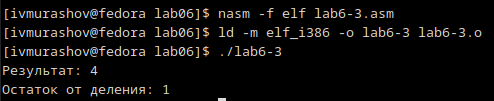 [ivmurashov@fedora lab06]$ nasm -f elf lab6-3.asm
[ivmurashov@fedora lab06]$ ld -m elf_i386 -o lab6-3 lab6-3.o
[ivmurashov@fedora lab06]$ ./lab6-3
Результат: 4
Остаток от деления: 1